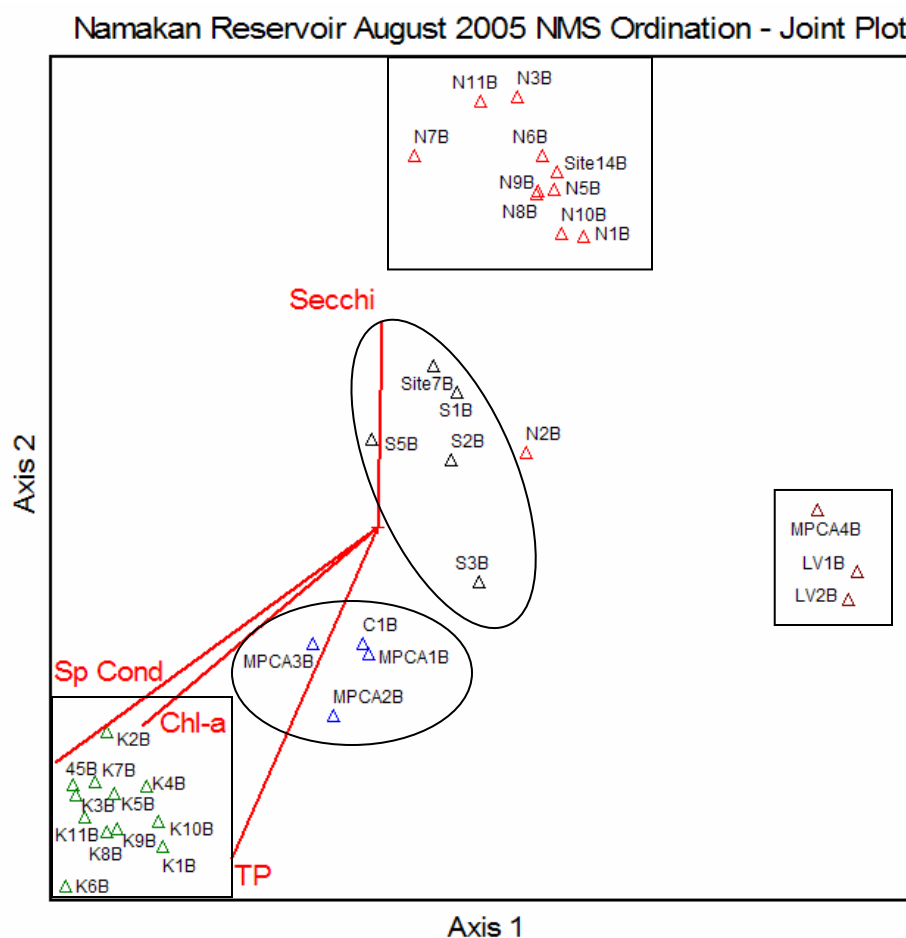 Namakan Reservoir August 2005 NMS Ordination - Joint Plot
N11B
N3B
N7B
N6B
Site14B
N9B
N5B
N8B
N10B
N1B
Secchi
Site7B
S1B
S5B
S2B
N2B
Axis 2
MPCA4B
S3B
LV1B
LV2B
C1B
MPCA3B
MPCA1B
Sp Cond
MPCA2B
Chl-a
K2B
45B
K7B
K4B
K3B
K5B
K11B
K10B
K9B
K8B
K1B
TP
K6B
Axis 1